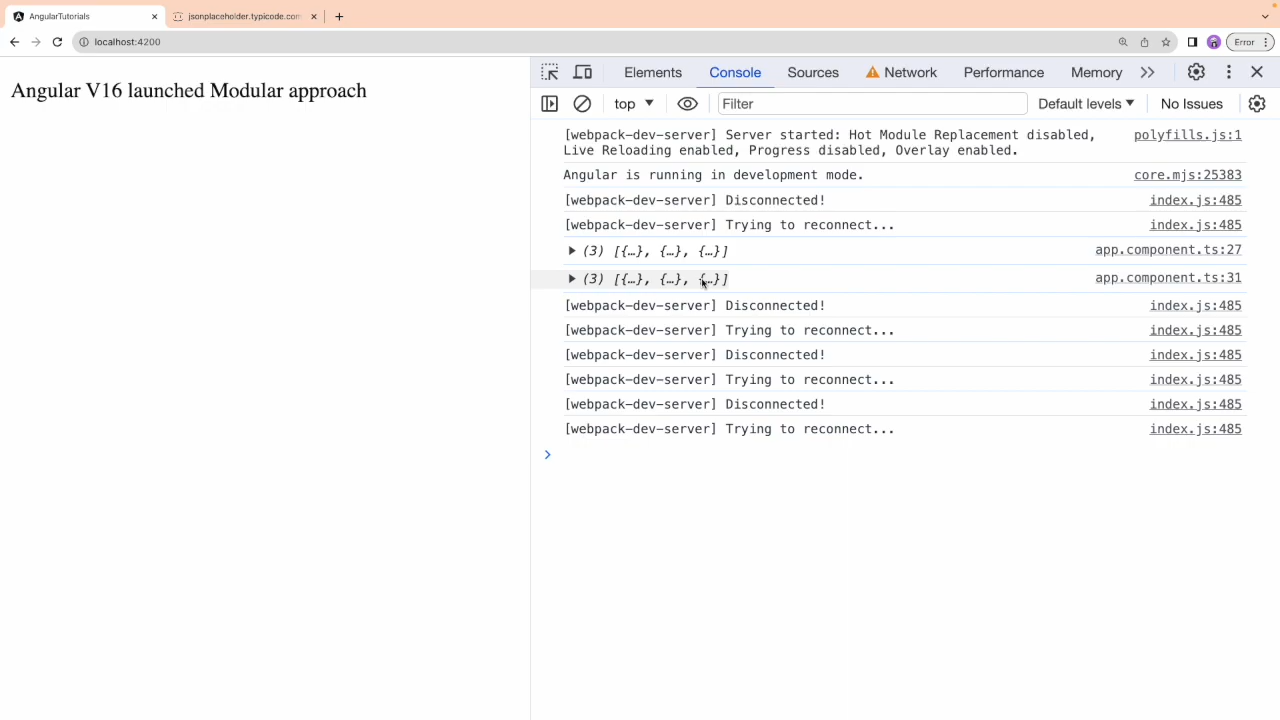 AngularTutorials
jsonplaceholder.typicode.com
localhost:4200
Error
Angular V16 launched Modular approach
Elements Console Sources Network Performance Memory
top Filter Default levels No Issues
[webpack-dev-server] Server started: Hot Module Replacement disabled, polyfills.js:1
Live Reloading enabled, Progress disabled, Overlay enabled.
Angular is running in development mode. core.mjs:25383
[webpack-dev-server] Disconnected! index.js:485
[webpack-dev-server] Trying to reconnect... index.js:485
(3) [{…}, {…}, {…}] app.component.ts:27
(3) [{…}, {…}, {…}] app.component.ts:31
[webpack-dev-server] Disconnected! index.js:485
[webpack-dev-server] Trying to reconnect... index.js:485
[webpack-dev-server] Disconnected! index.js:485
[webpack-dev-server] Trying to reconnect... index.js:485
[webpack-dev-server] Disconnected! index.js:485
[webpack-dev-server] Trying to reconnect... index.js:485